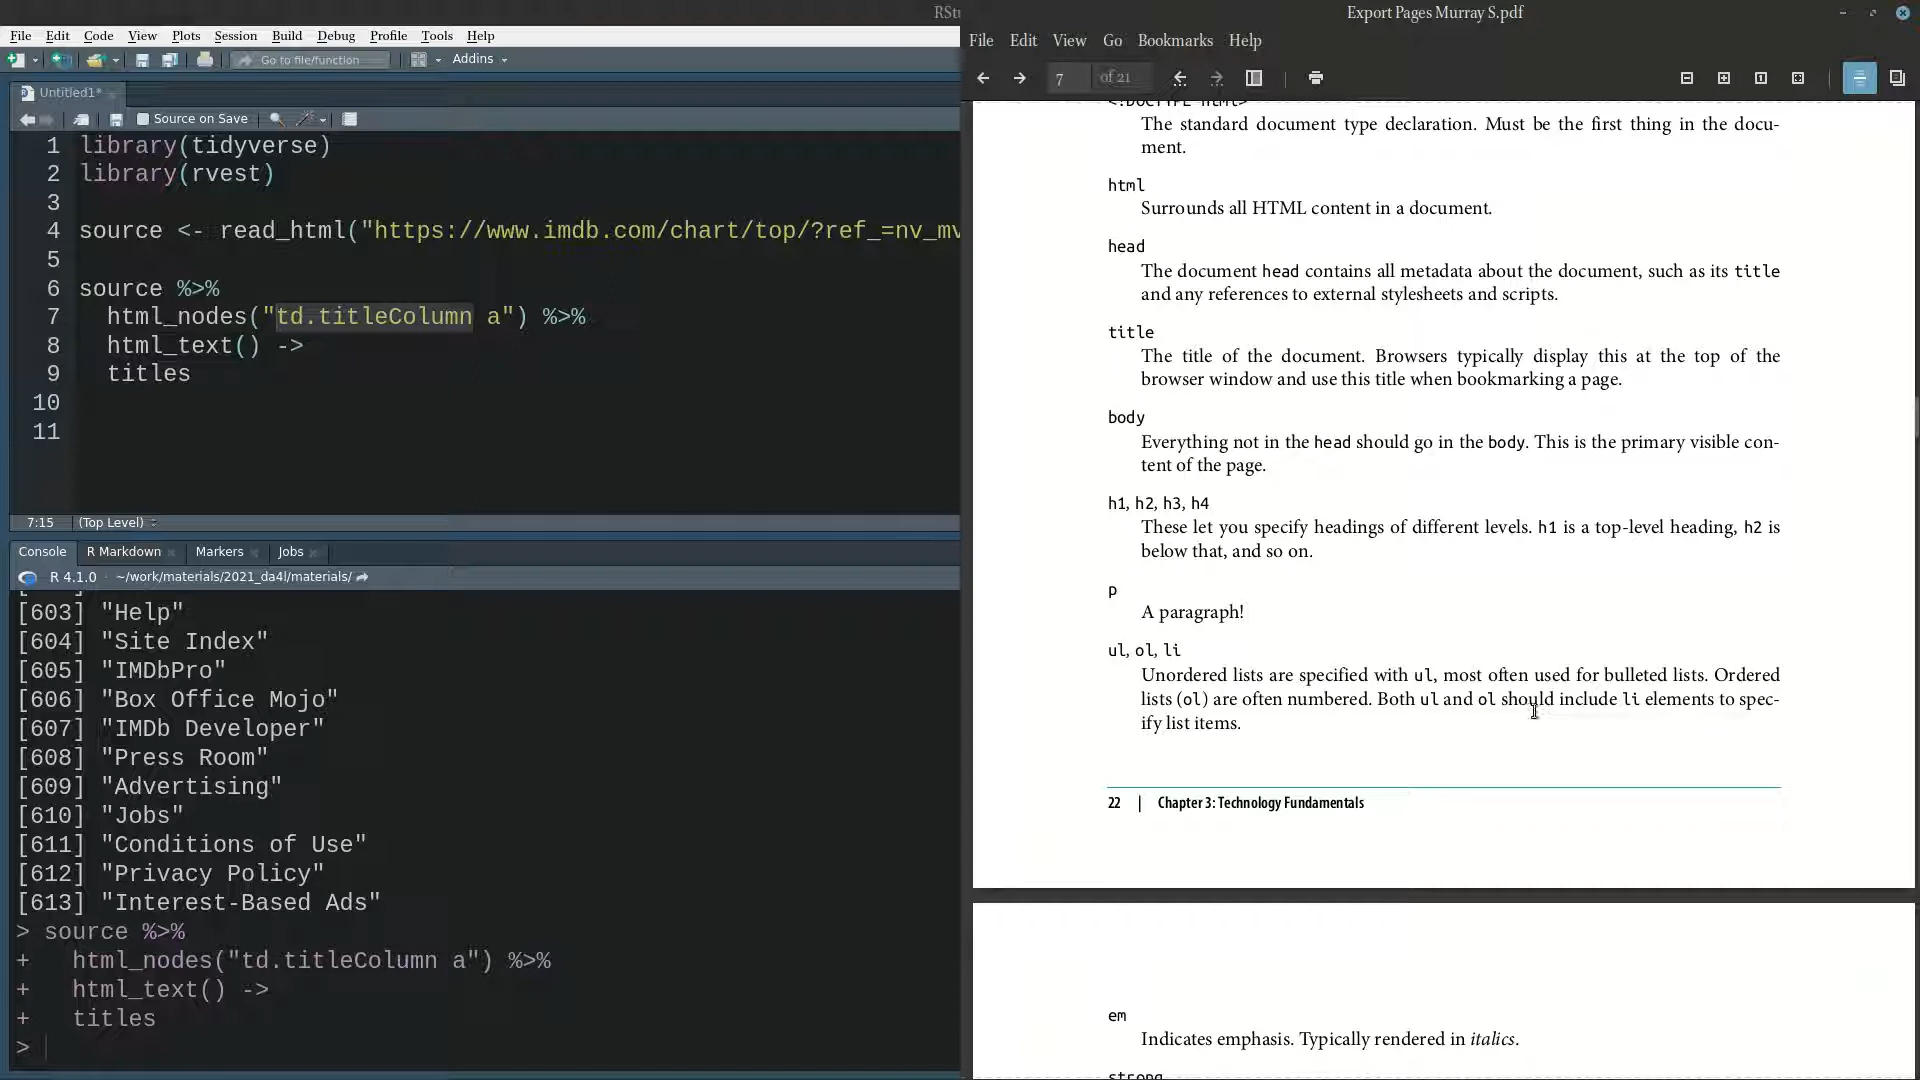 RStu
File Edit Code View Plots Session Build Debug Profile Tools Help
Go to file/function
Addins
Untitled1*
Source on Save
1 library(tidyverse)
2 library(rvest)
3
4 source <- read_html("https://www.imdb.com/chart/top/?ref_=nv_mv
5
6 source %>%
7 html_nodes("td.titleColumn a") %>%
8 html_text() ->
9 titles
10
11
7:15 (Top Level)
Console R Markdown Markers Jobs
R 4.1.0 · ~/work/materials/2021_da4l/materials/
[603] "Help"
[604] "Site Index"
[605] "IMDbPro"
[606] "Box Office Mojo"
[607] "IMDb Developer"
[608] "Press Room"
[609] "Advertising"
[610] "Jobs"
[611] "Conditions of Use"
[612] "Privacy Policy"
[613] "Interest-Based Ads"
> source %>%
+ html_nodes("td.titleColumn a") %>%
+ html_text() ->
+ titles
>
Export Pages Murray S.pdf
File Edit View Go Bookmarks Help
7 of 21
<!DOCTYPE html>
The standard document type declaration. Must be the first thing in the docu-
ment.
html
Surrounds all HTML content in a document.
head
The document head contains all metadata about the document, such as its title
and any references to external stylesheets and scripts.
title
The title of the document. Browsers typically display this at the top of the
browser window and use this title when bookmarking a page.
body
Everything not in the head should go in the body. This is the primary visible con-
tent of the page.
h1, h2, h3, h4
These let you specify headings of different levels. h1 is a top-level heading, h2 is
below that, and so on.
p
A paragraph!
ul, ol, li
Unordered lists are specified with ul, most often used for bulleted lists. Ordered
lists (ol) are often numbered. Both ul and ol should include li elements to spec-
ify list items.
22 | Chapter 3: Technology Fundamentals
em
Indicates emphasis. Typically rendered in italics.
strong